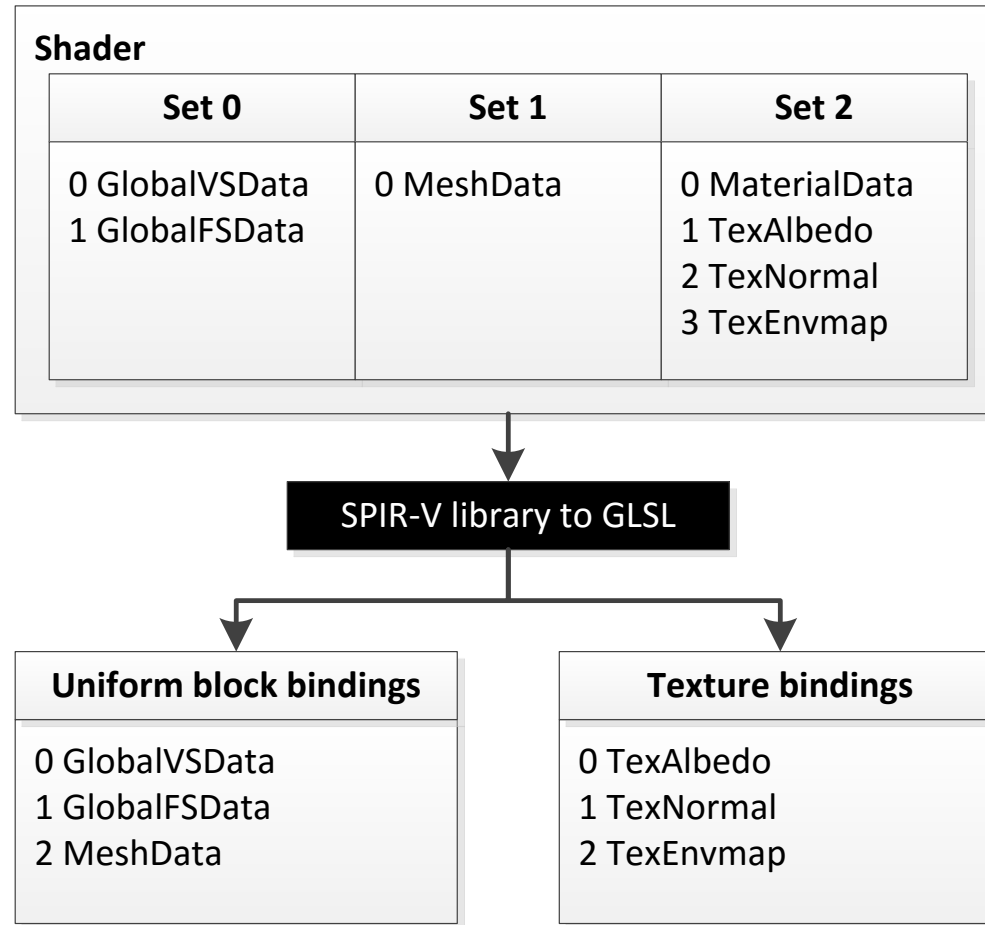 Shader
Set 0 Set 1 Set 2
0 GlobalVSData 0 MeshData 0 MaterialData
1 GlobalFSData 1 TexAlbedo
2 TexNormal
3 TexEnvmap
SPIR-V library to GLSL
Uniform block bindings Texture bindings
0 GlobalVSData 0 TexAlbedo
1 GlobalFSData 1 TexNormal
2 MeshData 2 TexEnvmap